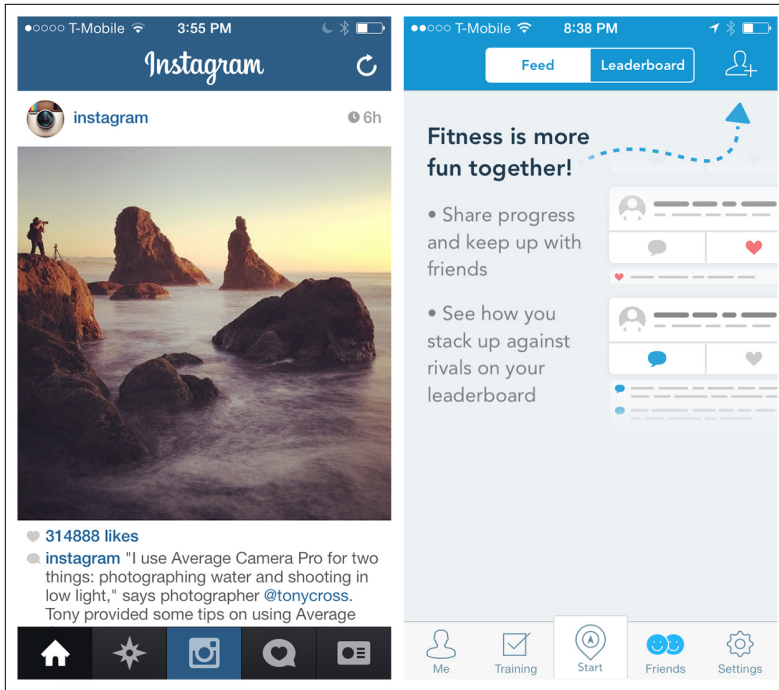 T-Mobile 3:55 PM
Instagram
instagram 6h
314888 likes
instagram "I use Average Camera Pro for two
things: photographing water and shooting in
low light," says photographer @tonycross.
Tony provided some tips on using Average
T-Mobile 8:38 PM
Feed Leaderboard
Fitness is more
fun together!
• Share progress
and keep up with
friends
• See how you
stack up against
rivals on your
leaderboard
Me Training Start Friends Settings